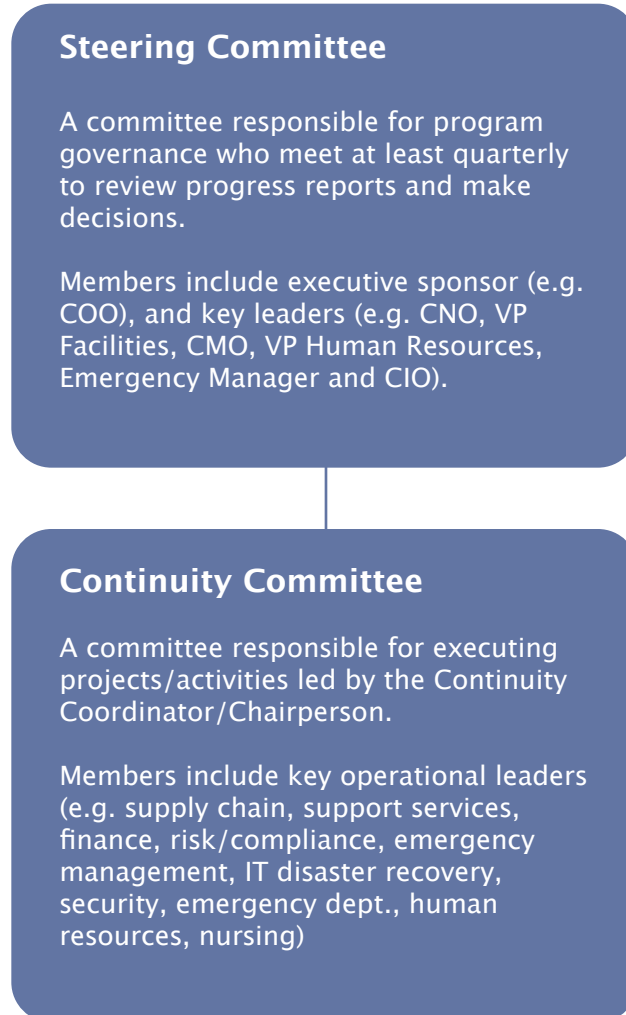 Steering Committee
A committee responsible for program
governance who meet at least quarterly
to review progress reports and make
decisions.
Members include executive sponsor (e.g.
COO), and key leaders (e.g. CNO, VP
Facilities, CMO, VP Human Resources,
Emergency Manager and CIO).
Continuity Committee
A committee responsible for executing
projects/activities led by the Continuity
Coordinator/Chairperson.
Members include key operational leaders
(e.g. supply chain, support services,
finance, risk/compliance, emergency
management, IT disaster recovery,
security, emergency dept., human
resources, nursing)